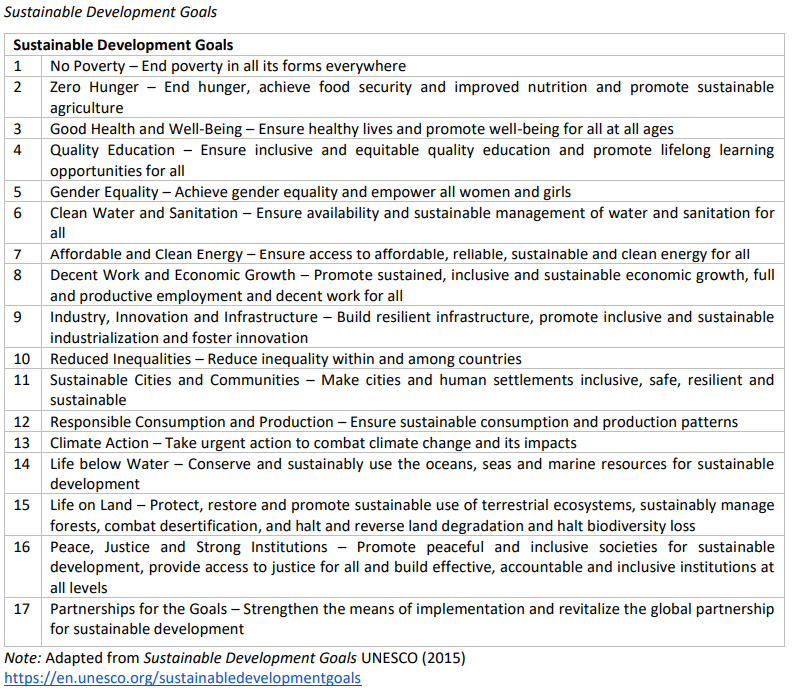 Sustainable Development Goals
Sustainable Development Goals
1 No Poverty – End poverty in all its forms everywhere
2 Zero Hunger – End hunger, achieve food security and improved nutrition and promote sustainable
agriculture
3 Good Health and Well-Being – Ensure healthy lives and promote well-being for all at all ages
4 Quality Education – Ensure inclusive and equitable quality education and promote lifelong learning
opportunities for all
5 Gender Equality – Achieve gender equality and empower all women and girls
6 Clean Water and Sanitation – Ensure availability and sustainable management of water and sanitation for
all
7 Affordable and Clean Energy – Ensure access to affordable, reliable, sustainable and clean energy for all
8 Decent Work and Economic Growth – Promote sustained, inclusive and sustainable economic growth, full
and productive employment and decent work for all
9 Industry, Innovation and Infrastructure – Build resilient infrastructure, promote inclusive and sustainable
industrialization and foster innovation
10 Reduced Inequalities – Reduce inequality within and among countries
11 Sustainable Cities and Communities – Make cities and human settlements inclusive, safe, resilient and
sustainable
12 Responsible Consumption and Production – Ensure sustainable consumption and production patterns
13 Climate Action – Take urgent action to combat climate change and its impacts
14 Life below Water – Conserve and sustainably use the oceans, seas and marine resources for sustainable
development
15 Life on Land – Protect, restore and promote sustainable use of terrestrial ecosystems, sustainably manage
forests, combat desertification, and halt and reverse land degradation and halt biodiversity loss
16 Peace, Justice and Strong Institutions – Promote peaceful and inclusive societies for sustainable
development, provide access to justice for all and build effective, accountable and inclusive institutions at
all levels
17 Partnerships for the Goals – Strengthen the means of implementation and revitalize the global partnership
for sustainable development
Note: Adapted from Sustainable Development Goals UNESCO (2015)
https://en.unesco.org/sustainabledevelopmentgoals